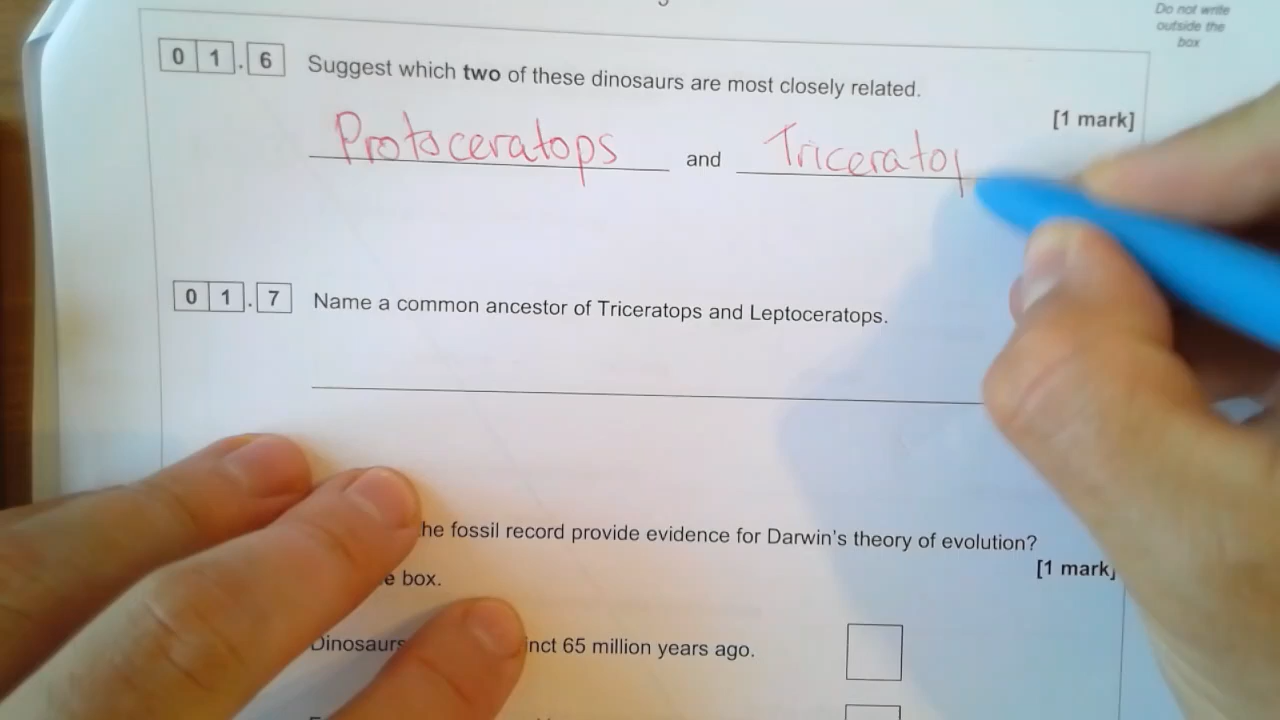 Do not write
outside the
box
0 1 . 6 Suggest which two of these dinosaurs are most closely related.
[1 mark]
Protoceratops and Triceratop
0 1 . 7 Name a common ancestor of Triceratops and Leptoceratops.
he fossil record provide evidence for Darwin's theory of evolution?
[1 mark]
e box.
Dinosaurs inct 65 million years ago.